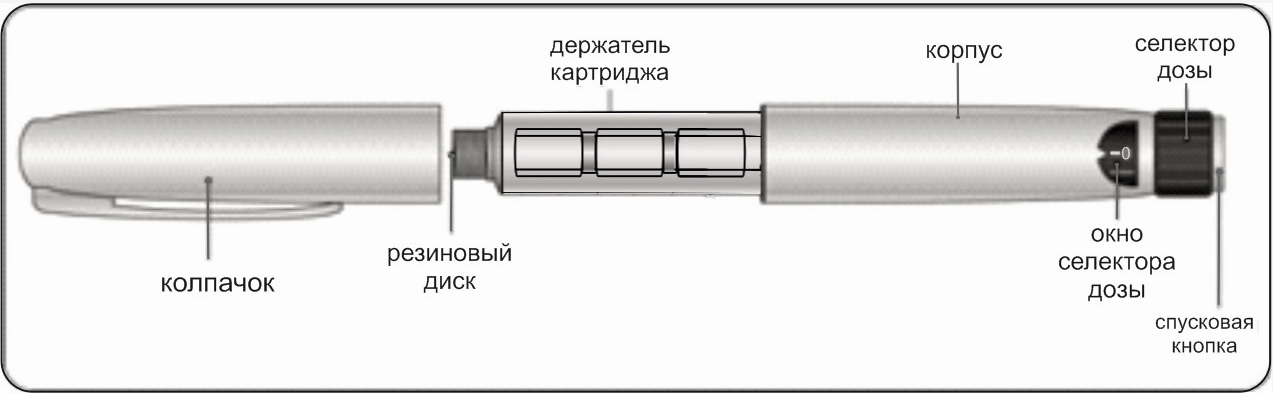 держатель
картриджа
корпус
селектор
дозы
–0
колпачок
резиновый
диск
окно
селектора
дозы
спусковая
кнопка